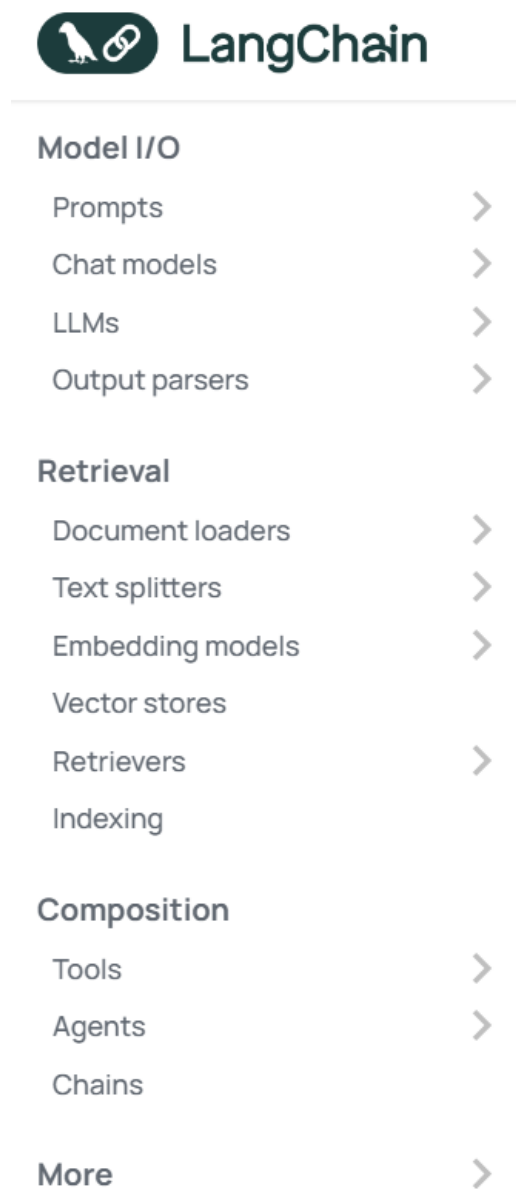 LangChain
Model I/O
Prompts
Chat models
LLMs
Output parsers
Retrieval
Document loaders
Text splitters
Embedding models
Vector stores
Retrievers
Indexing
Composition
Tools
Agents
Chains
More